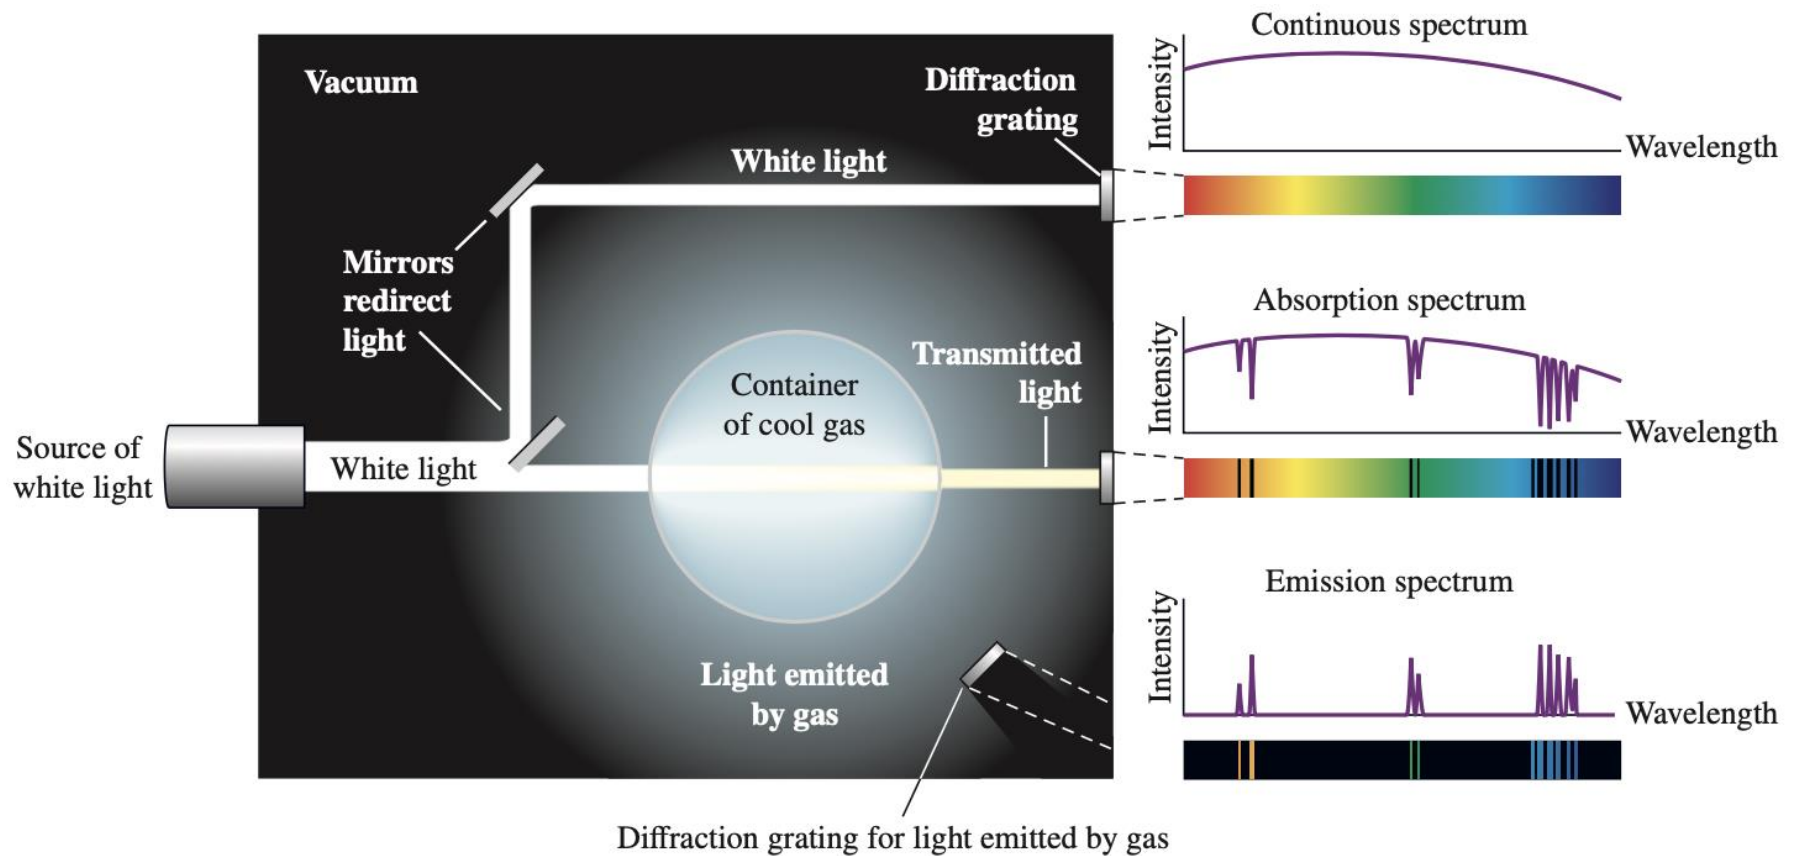 Continuous spectrum
Vacuum
Diffraction
grating
Intensity
White light
Wavelength
Mirrors
redirect
light
Absorption spectrum
Transmitted
light
Container
of cool gas
Intensity
Source of
white light
White light
Wavelength
Emission spectrum
Light emitted
by gas
Intensity
Wavelength
Diffraction grating for light emitted by gas